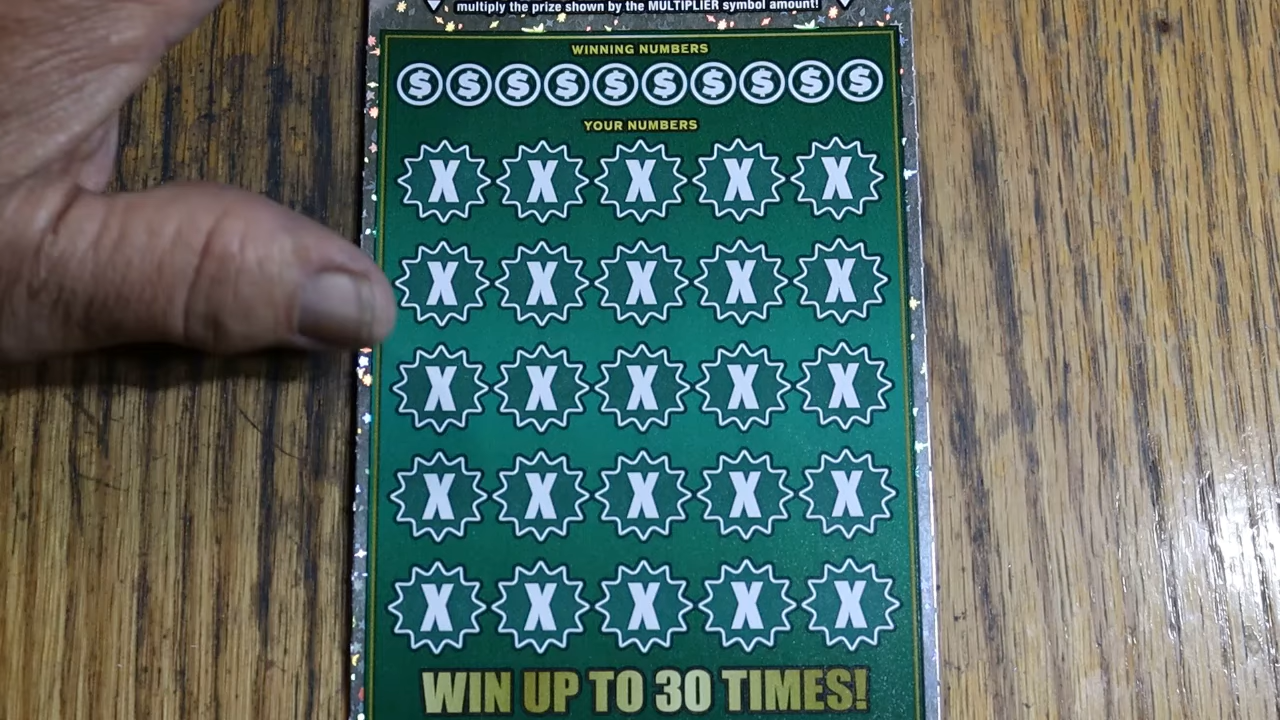 multiply the prize shown by the MULTIPLIER symbol amount!
WINNING NUMBERS
$ $ $ $ $ $ $ $ $ $
YOUR NUMBERS
X X X X X
X X X X X
X X X X X
X X X X X
X X X X X
WIN UP TO 30 TIMES!